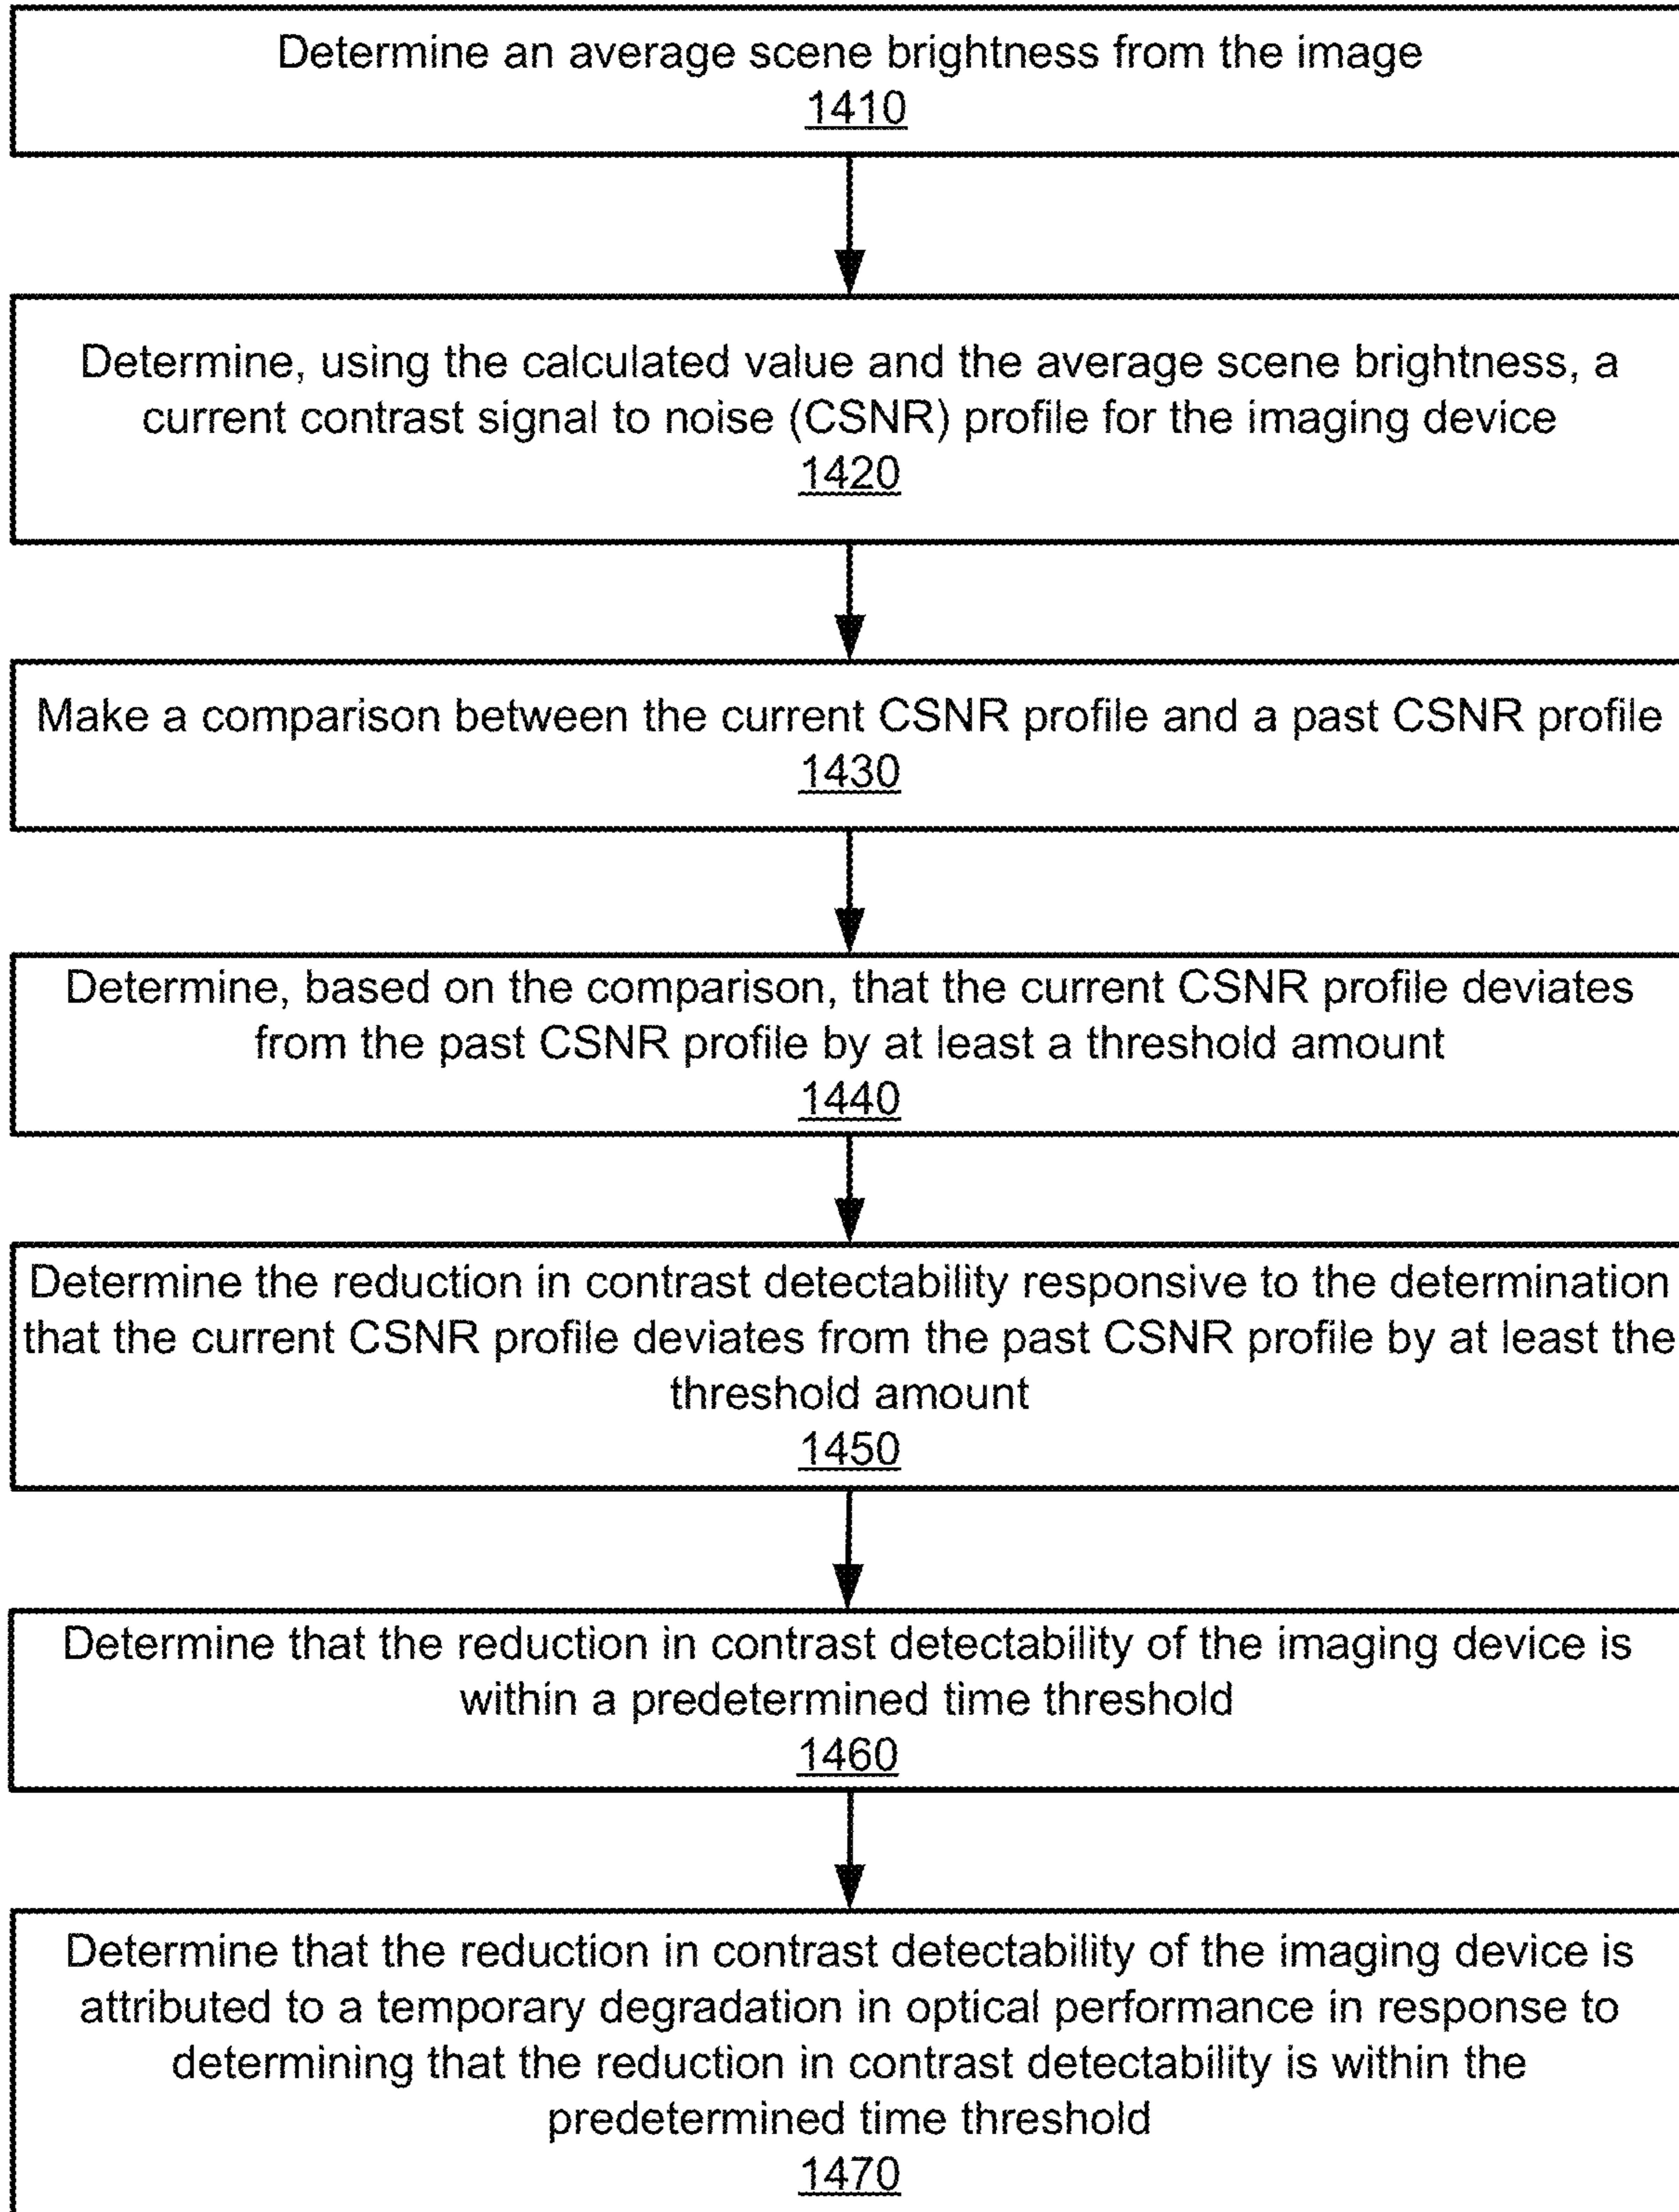 Determine an average scene brightness from the image
1410
Determine, using the calculated value and the average scene brightness, a
current contrast signal to noise (CSNR) profile for the imaging device
1420
Make a comparison between the current CSNR profile and a past CSNR profile
1430
Determine, based on the comparison, that the current CSNR profile deviates
from the past CSNR profile by at least a threshold amount
1440
Determine the reduction in contrast detectability responsive to the determination
that the current CSNR profile deviates from the past CSNR profile by at least the
threshold amount
1450
Determine that the reduction in contrast detectability of the imaging device is
within a predetermined time threshold
1460
Determine that the reduction in contrast detectability of the imaging device is
attributed to a temporary degradation in optical performance in response to
determining that the reduction in contrast detectability is within the
predetermined time threshold
1470